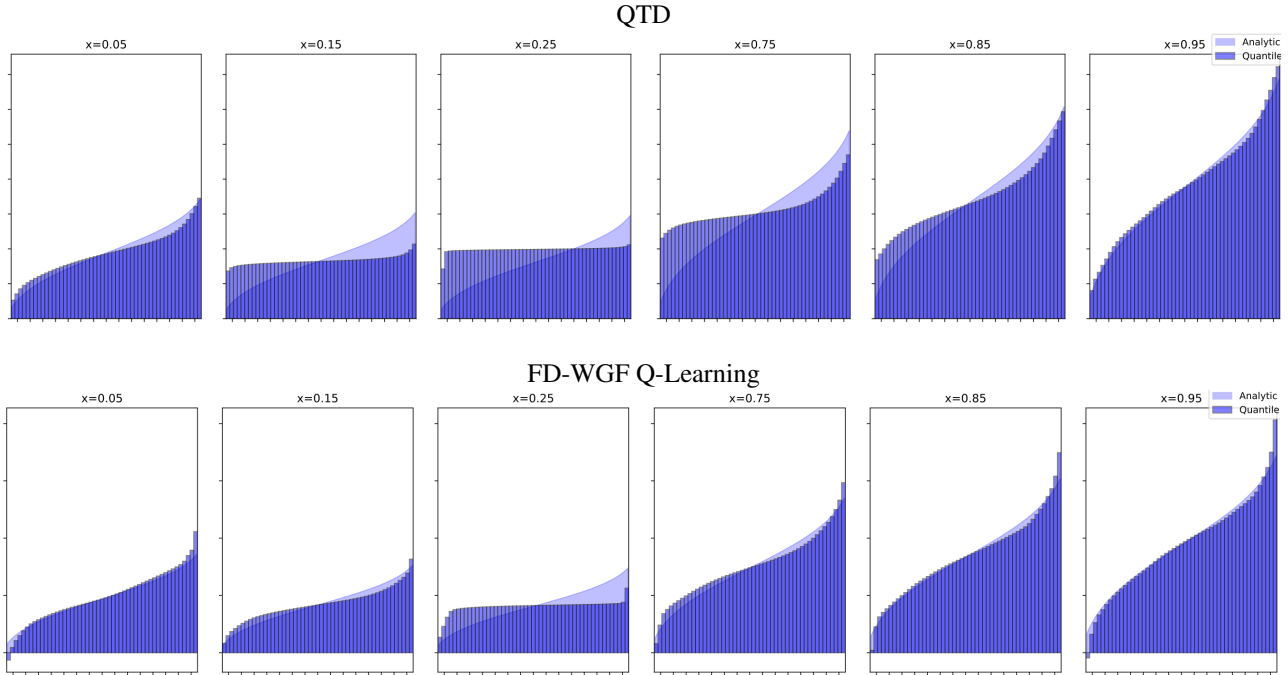 QTD
x=0.05 x=0.15 x=0.25 x=0.75 x=0.85 x=0.95
Analytic
Quantile
FD-WGF Q-Learning
x=0.05 x=0.15 x=0.25 x=0.75 x=0.85 x=0.95
Analytic
Quantile